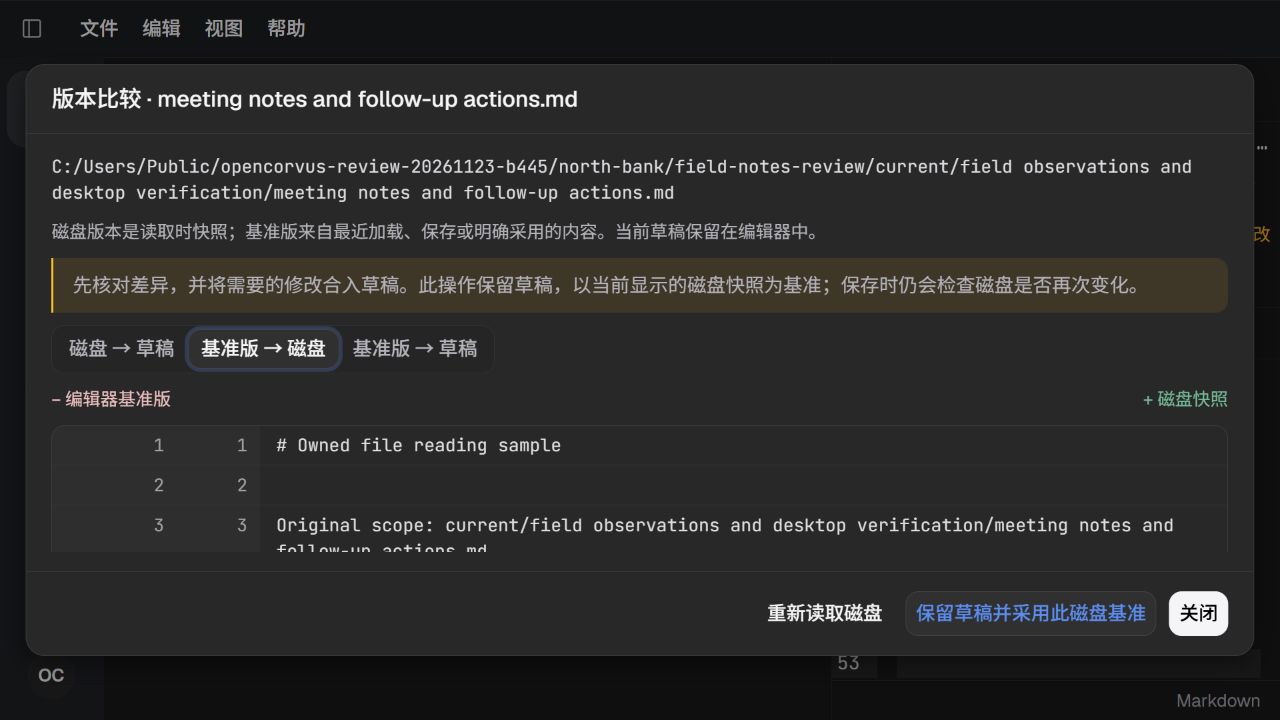 文件 编辑 视图 帮助
版本比较 · meeting notes and follow-up actions.md
C:/Users/Public/opencorvus-review-20261123-b445/north-bank/field-notes-review/current/field observations and
desktop verification/meeting notes and follow-up actions.md
磁盘版本是读取时快照；基准版来自最近加载、保存或明确采用的内容。当前草稿保留在编辑器中。
改
先核对差异，并将需要的修改合入草稿。此操作保留草稿，以当前显示的磁盘快照为基准；保存时仍会检查磁盘是否再次变化。
磁盘 → 草稿 基准版 → 磁盘 基准版 → 草稿
− 编辑器基准版 + 磁盘快照
1 1 # Owned file reading sample
2 2
3 3 Original scope: current/field observations and desktop verification/meeting notes and
follow-up actions.md
重新读取磁盘 保留草稿并采用此磁盘基准 关闭
53
OC
Markdown